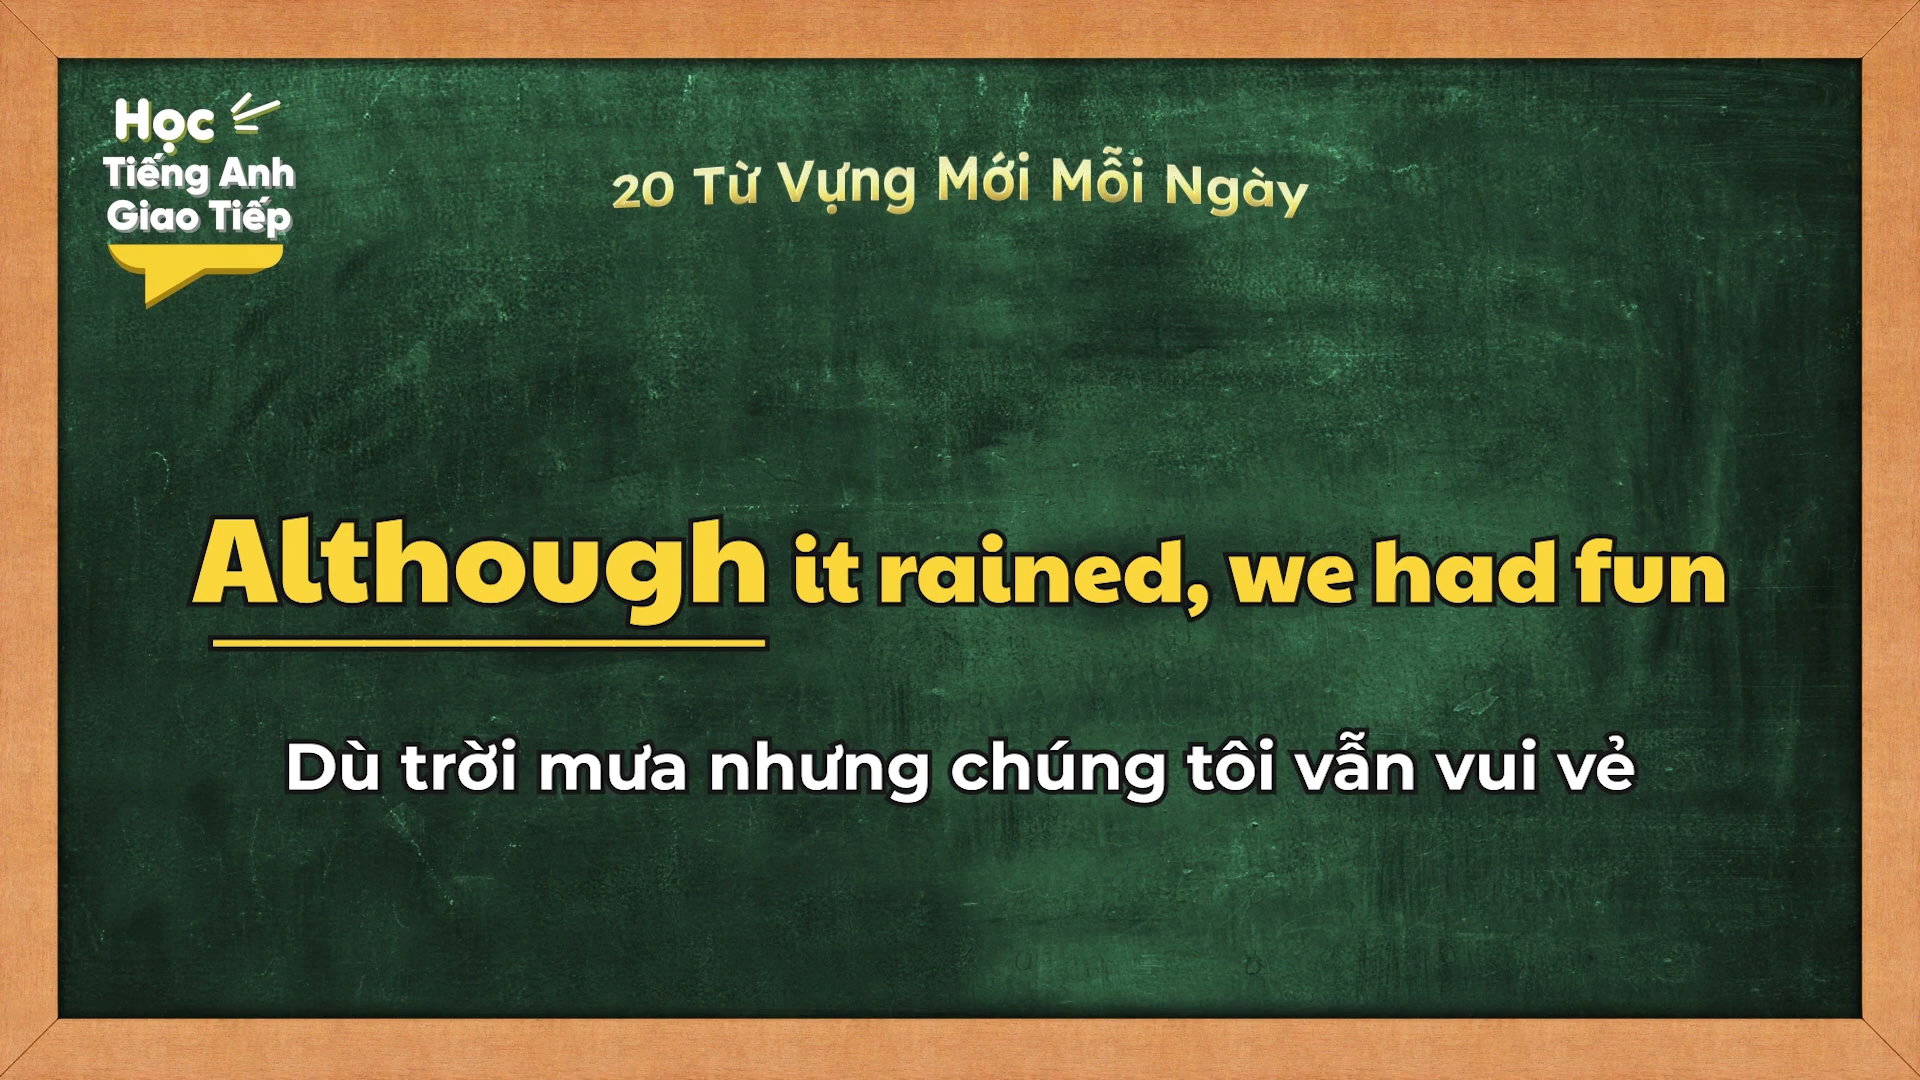 Học
Tiếng Anh
Giao Tiếp
20 Từ Vựng Mới Mỗi Ngày
Although it rained, we had fun
Dù trời mưa nhưng chúng tôi vẫn vui vẻ